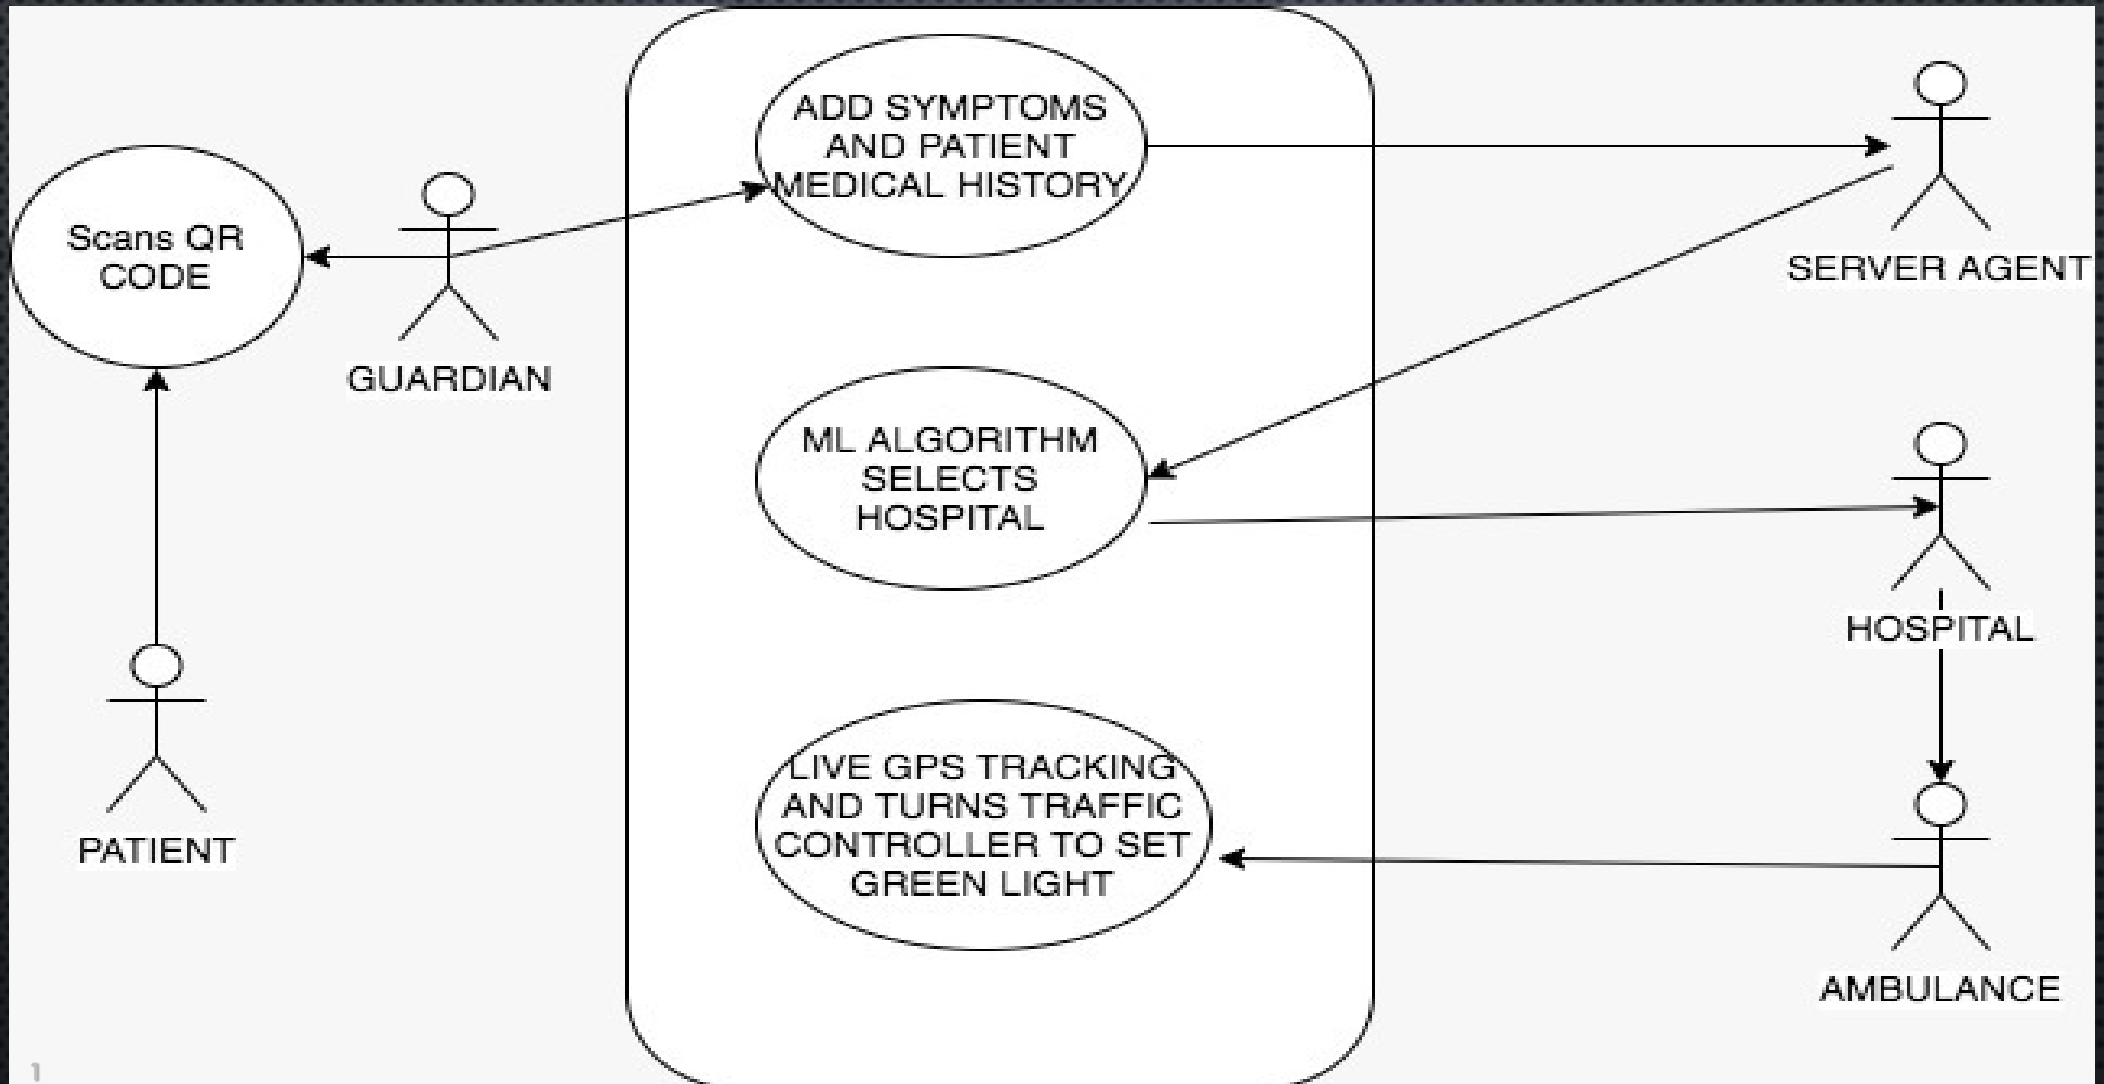 ADD SYMPTOMS
AND PATIENT
MEDICAL HISTORY
Scans QR
CODE
GUARDIAN
SERVER AGENT
ML ALGORITHM
SELECTS
HOSPITAL
HOSPITAL
PATIENT
LIVE GPS TRACKING
AND TURNS TRAFFIC
CONTROLLER TO SET
GREEN LIGHT
AMBULANCE
1